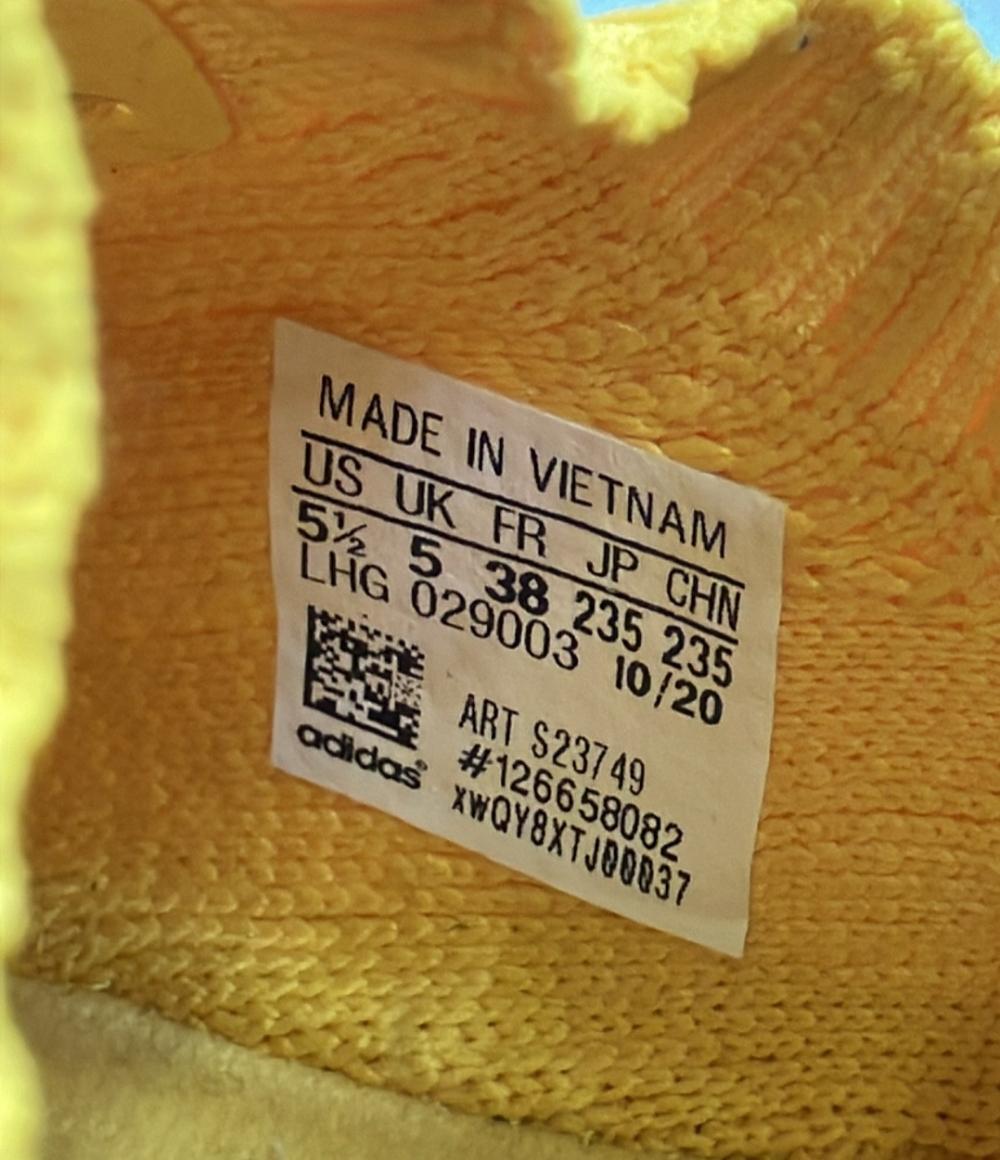 MADE IN VIETNAM
US UK FR JP CHN
5½ 5 38 235 235
LHG 029003 10/20
ART S23749
#126658082
xwQY8XTJ00037
adidas